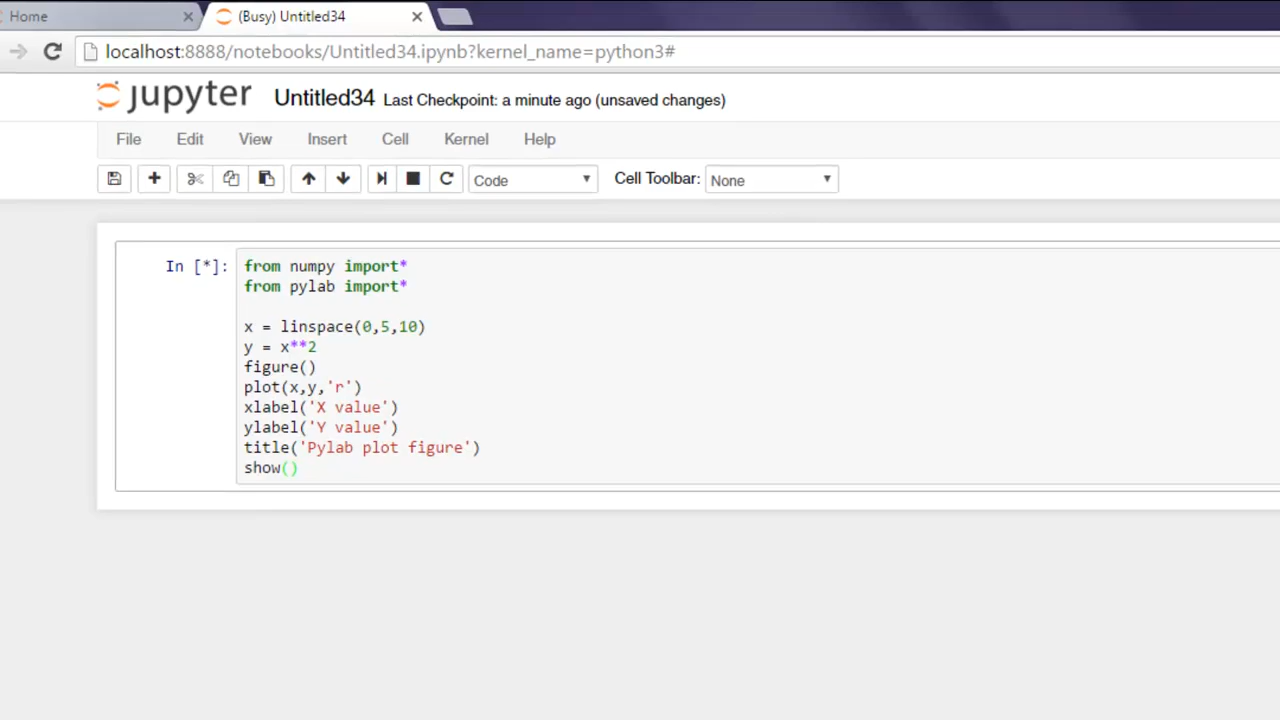 Home
(Busy) Untitled34
localhost:8888/notebooks/Untitled34.ipynb?kernel_name=python3#
jupyter Untitled34 Last Checkpoint: a minute ago (unsaved changes)
File Edit View Insert Cell Kernel Help
Code Cell Toolbar: None
In [*]: from numpy import*
from pylab import*
x = linspace(0,5,10)
y = x**2
figure()
plot(x,y,'r')
xlabel('X value')
ylabel('Y value')
title('Pylab plot figure')
show()